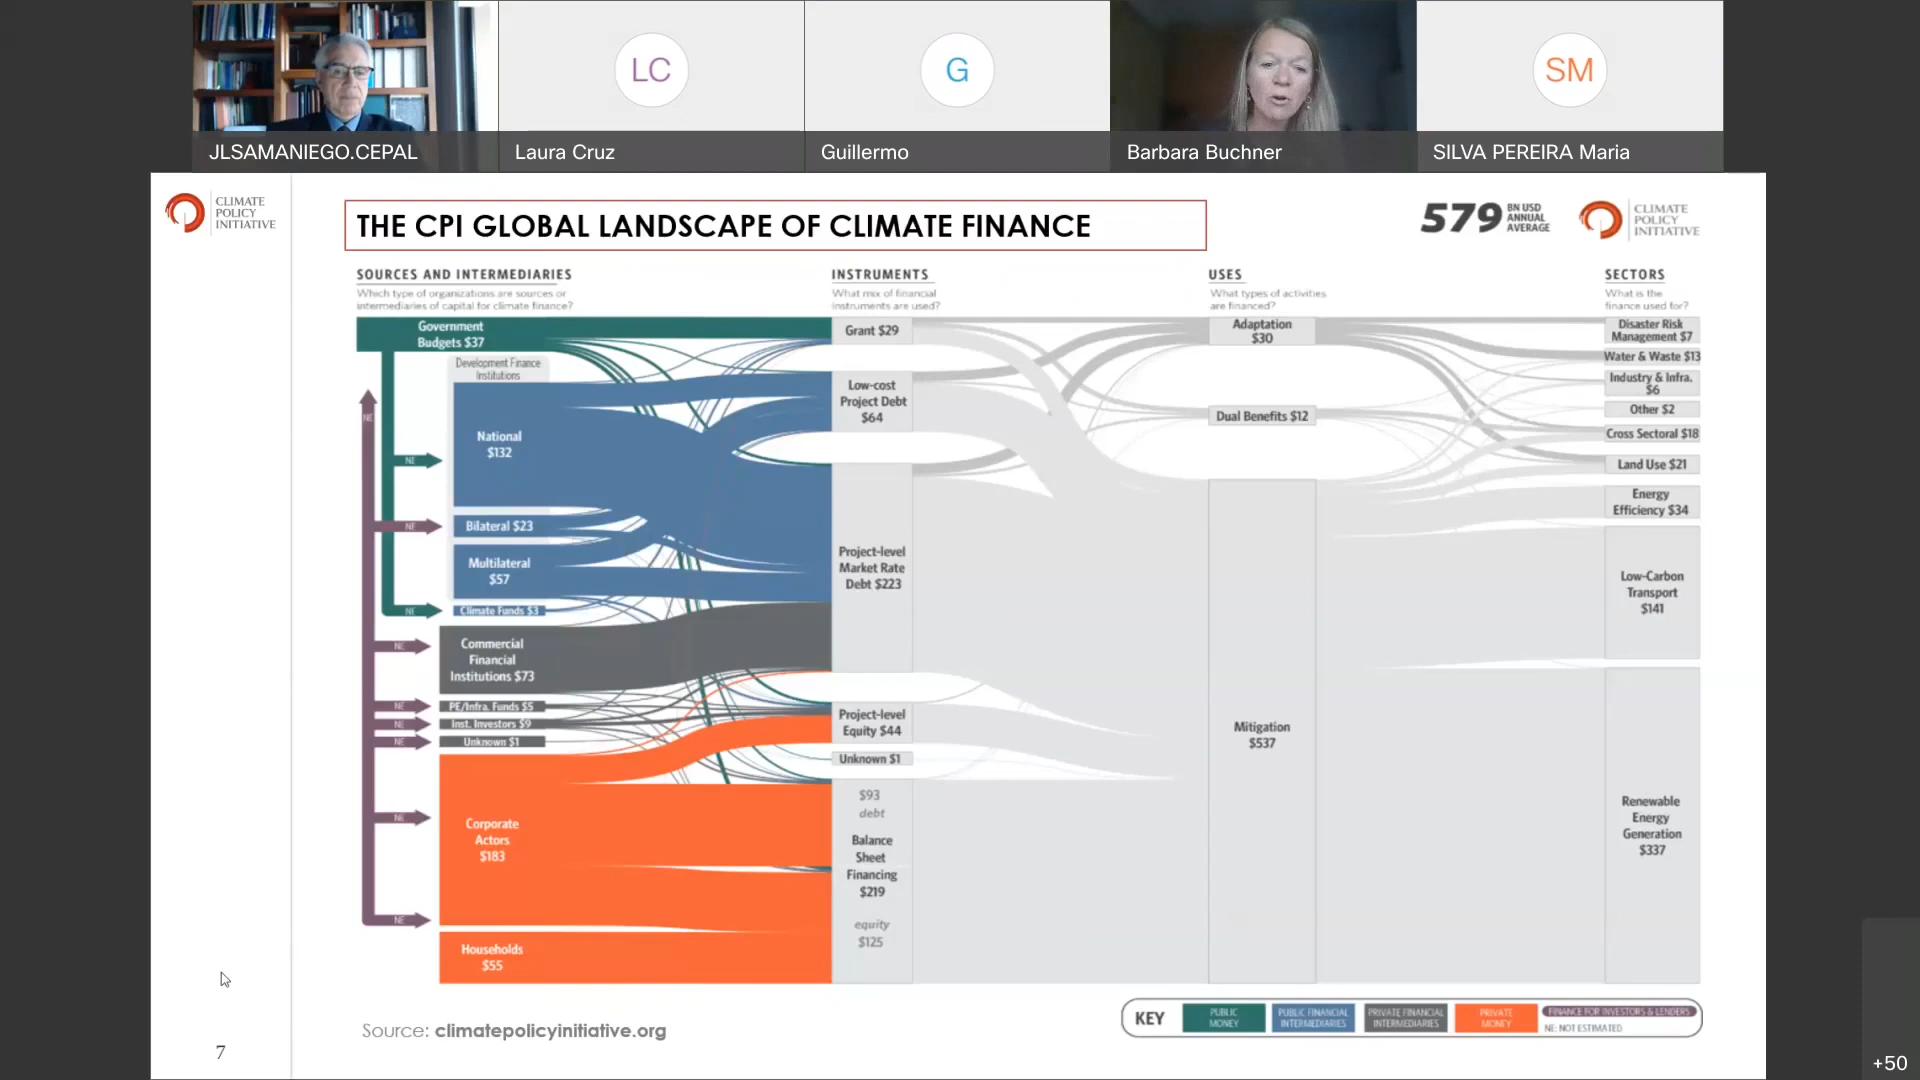 LC
G
SM
JLSAMANIEGO.CEPAL
Laura Cruz
Guillermo
Barbara Buchner
SILVA PEREIRA Maria
CLIMATE
POLICY
INITIATIVE
THE CPI GLOBAL LANDSCAPE OF CLIMATE FINANCE
579 BN USD
ANNUAL
AVERAGE
CLIMATE
POLICY
INITIATIVE
SOURCES AND INTERMEDIARIES
Which type of organizations are sources or
intermediaries of capital for climate finance?
INSTRUMENTS
What mix of financial
instruments are used?
USES
What types of activities
are financed?
SECTORS
What is the
finance used for?
Government
Budgets $37
Development Finance
Institutions
National
$132
Bilateral $23
Multilateral
$57
Climate Funds $3
Commercial
Financial
Institutions $73
PE/Infra. Funds $5
Inst. Investors $9
Unknown $1
Corporate
Actors
$183
Households
$55
NE
NE
NE
NE
NE
NE
NE
NE
NE
NE
Grant $29
Low-cost
Project Debt
$64
Project-level
Market Rate
Debt $223
Project-level
Equity $44
Unknown $1
$93
debt
Balance
Sheet
Financing
$219
equity
$125
Adaptation
$30
Dual Benefits $12
Mitigation
$537
Disaster Risk
Management $7
Water & Waste $13
Industry & Infra.
$6
Other $2
Cross Sectoral $18
Land Use $21
Energy
Efficiency $34
Low-Carbon
Transport
$141
Renewable
Energy
Generation
$337
KEY
PUBLIC
MONEY
PUBLIC FINANCIAL
INTERMEDIARIES
PRIVATE FINANCIAL
INTERMEDIARIES
PRIVATE
MONEY
FINANCE FOR INVESTORS & LENDERS
NE: NOT ESTIMATED
Source: climatepolicyinitiative.org
7
+50